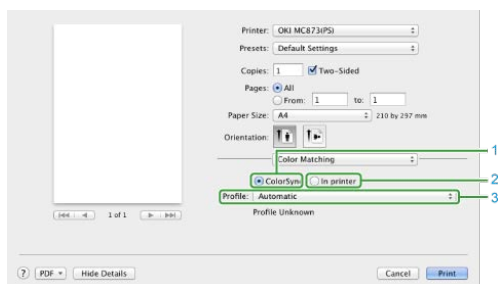 Printer: OKI MC873(PS)
Presets: Default Settings
Copies: 1 Two-Sided
Pages: All
From: 1 to: 1
Paper Size: A4 210 by 297 mm
Orientation:
Color Matching
1
ColorSync In printer
2
Profile: Automatic
3
1 of 1
Profile Unknown
? PDF Hide Details Cancel Print